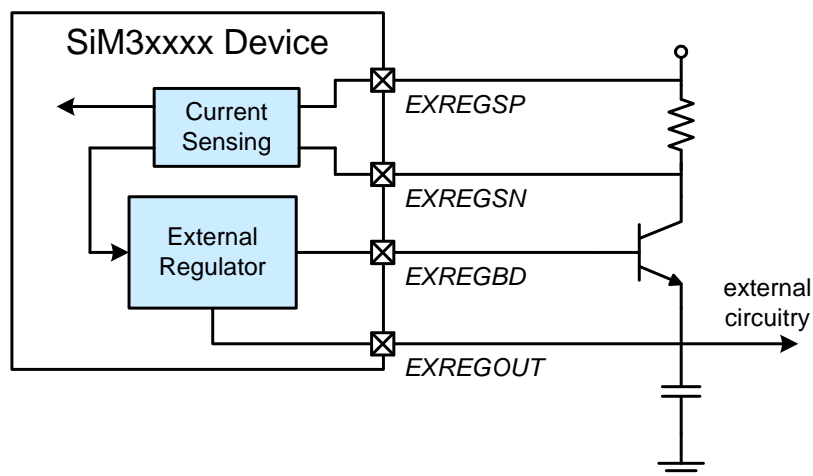 SiM3xxxx Device
Current
Sensing
External
Regulator
EXREGSP
EXREGSN
EXREGBD
EXREGOUT
external
circuitry